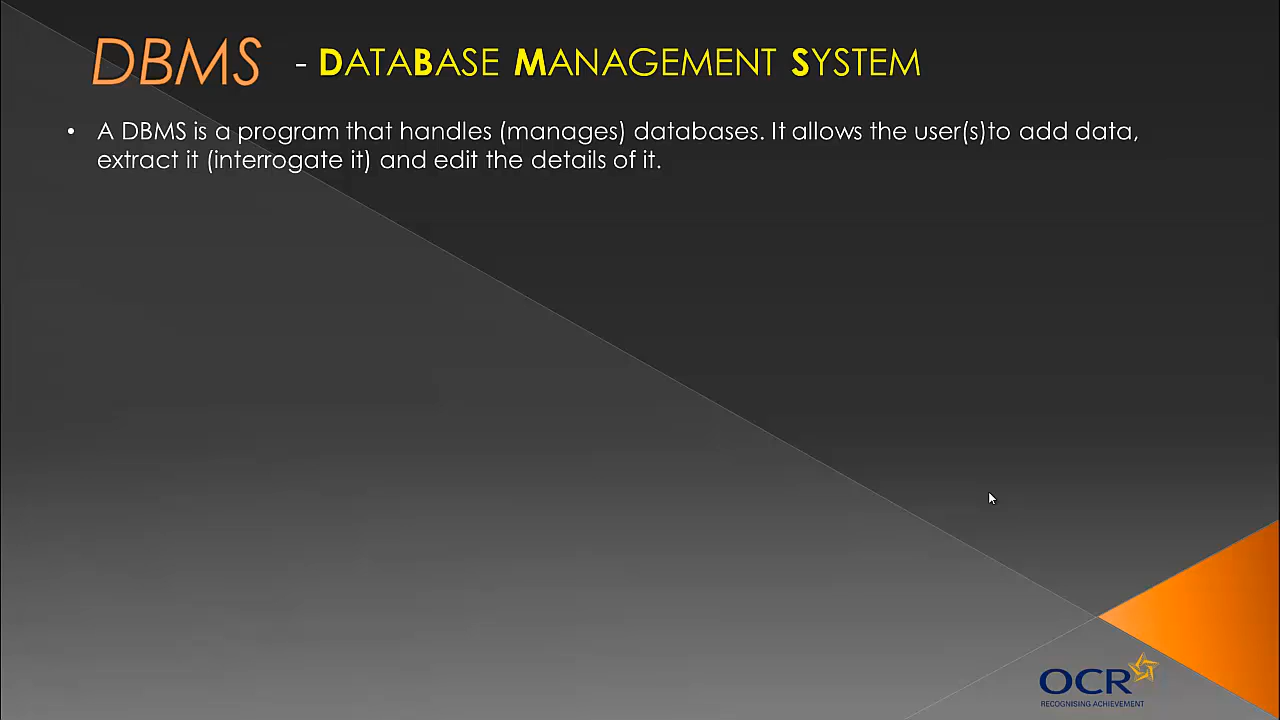 DBMS - DATABASE MANAGEMENT SYSTEM
• A DBMS is a program that handles (manages) databases. It allows the user(s)to add data,
extract it (interrogate it) and edit the details of it.
OCR
RECOGNISING ACHIEVEMENT